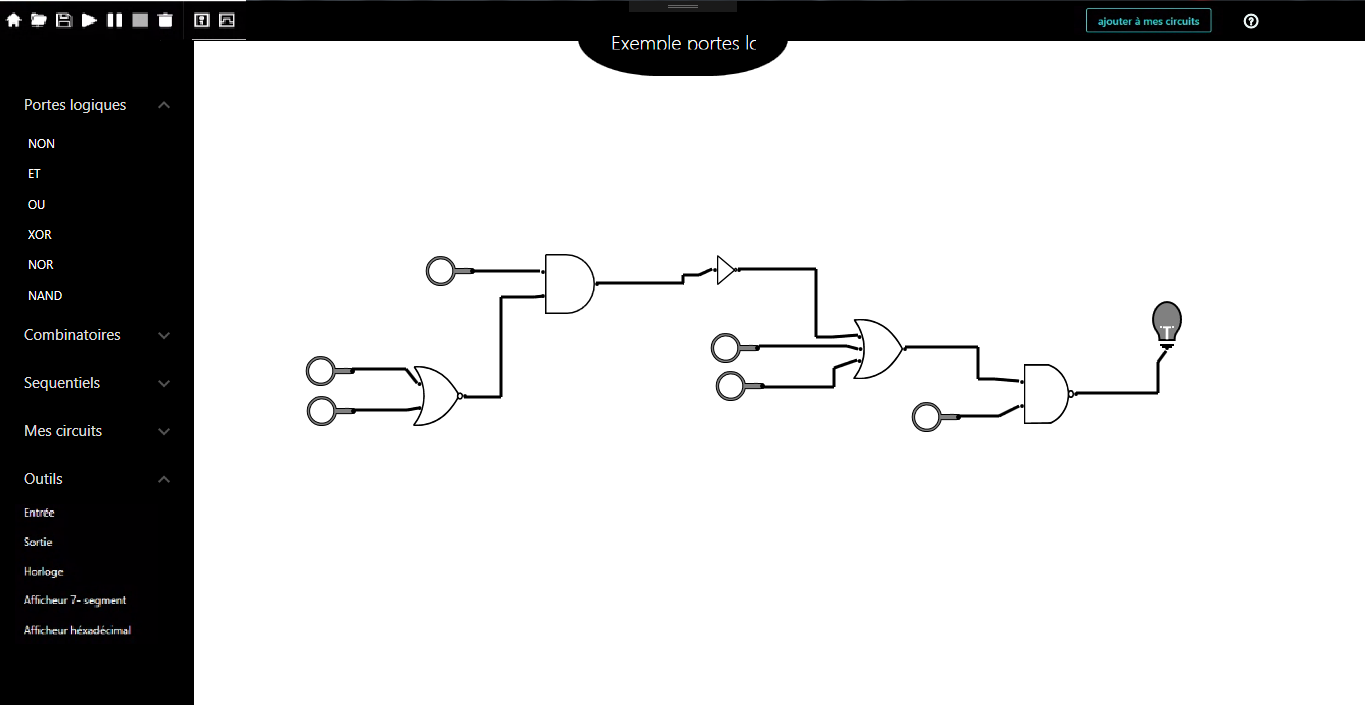 ajouter à mes circuits
Exemple portes lo
Portes logiques
NON
ET
OU
XOR
NOR
NAND
Combinatoires
Sequentiels
Mes circuits
Outils
Entrée
Sortie
Horloge
Afficheur 7- segment
Afficheur héxadécimal